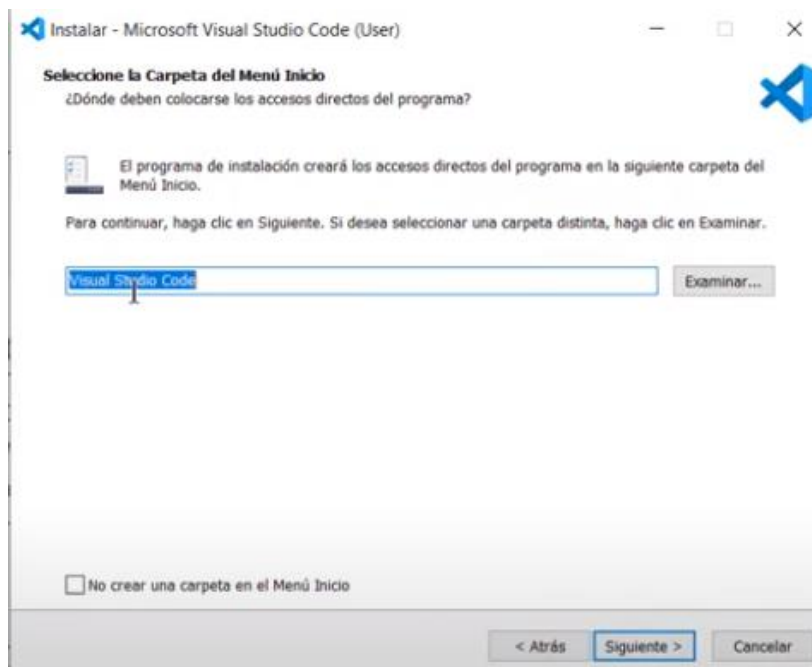 Instalar - Microsoft Visual Studio Code (User)
Seleccione la Carpeta del Menú Inicio
¿Dónde deben colocarse los accesos directos del programa?
El programa de instalación creará los accesos directos del programa en la siguiente carpeta del
Menú Inicio.
Para continuar, haga clic en Siguiente. Si desea seleccionar una carpeta distinta, haga clic en Examinar.
Visual Studio Code
Examinar...
No crear una carpeta en el Menú Inicio
< Atrás
Siguiente >
Cancelar